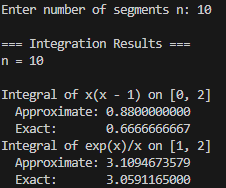 Enter number of segments n: 10
=== Integration Results ===
n = 10
Integral of x(x - 1) on [0, 2]
Approximate: 0.8800000000
Exact: 0.6666666667
Integral of exp(x)/x on [1, 2]
Approximate: 3.1094673579
Exact: 3.0591165000